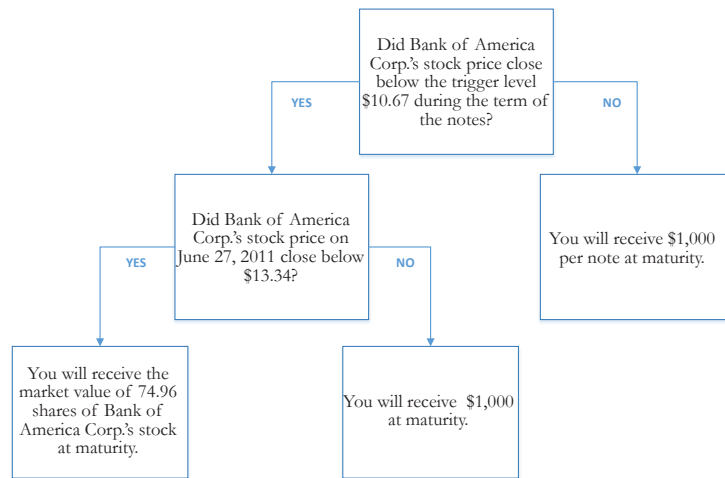 Did Bank of America
Corp.'s stock price close
below the trigger level
$10.67 during the term of
the notes?
YES
NO
Did Bank of America
Corp.'s stock price on
June 27, 2011 close below
$13.34?
You will receive $1,000
per note at maturity.
YES
NO
You will receive the
market value of 74.96
shares of Bank of
America Corp.'s stock
at maturity.
You will receive $1,000
at maturity.